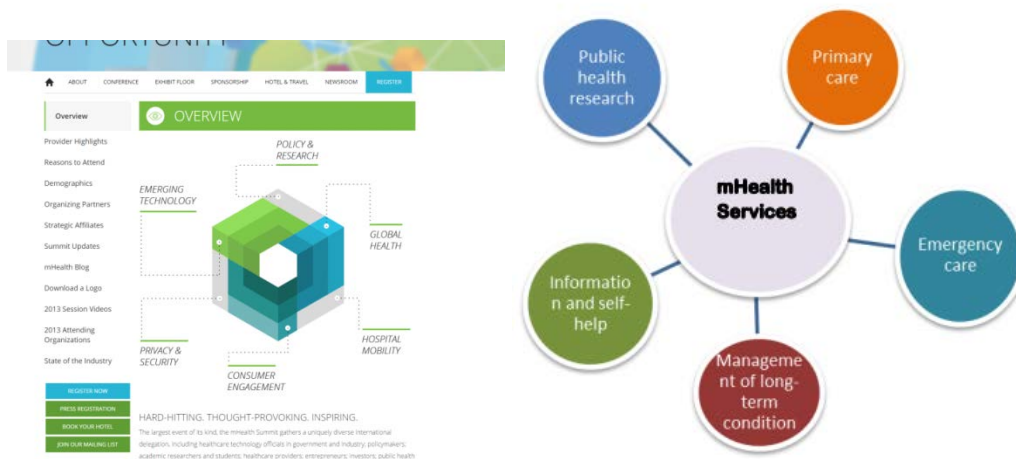 OPPORTUNITY
ABOUT CONFERENCE EXHIBIT FLOOR SPONSORSHIP HOTEL & TRAVEL NEWSROOM REGISTER
Overview
Provider Highlights
Reasons to Attend
Demographics
Organizing Partners
Strategic Affiliates
Summit Updates
mHealth Blog
Download a Logo
2013 Session Videos
2013 Attending
Organizations
State of the Industry
REGISTER NOW
PRESS REGISTRATION
BOOK YOUR HOTEL
JOIN OUR MAILING LIST
OVERVIEW
POLICY &
RESEARCH
EMERGING
TECHNOLOGY
GLOBAL
HEALTH
HOSPITAL
MOBILITY
PRIVACY &
SECURITY
CONSUMER
ENGAGEMENT
HARD-HITTING. THOUGHT-PROVOKING. INSPIRING.
The largest event of its kind, the mHealth Summit gathers a uniquely diverse international
delegation, including healthcare technology officials in government and industry; policymakers;
academic researchers and students; healthcare providers; entrepreneurs; investors; public health
Public
health
research
Primary
care
mHealth
Services
Emergency
care
Informatio
n and self-
help
Manageme
nt of long-
term
condition